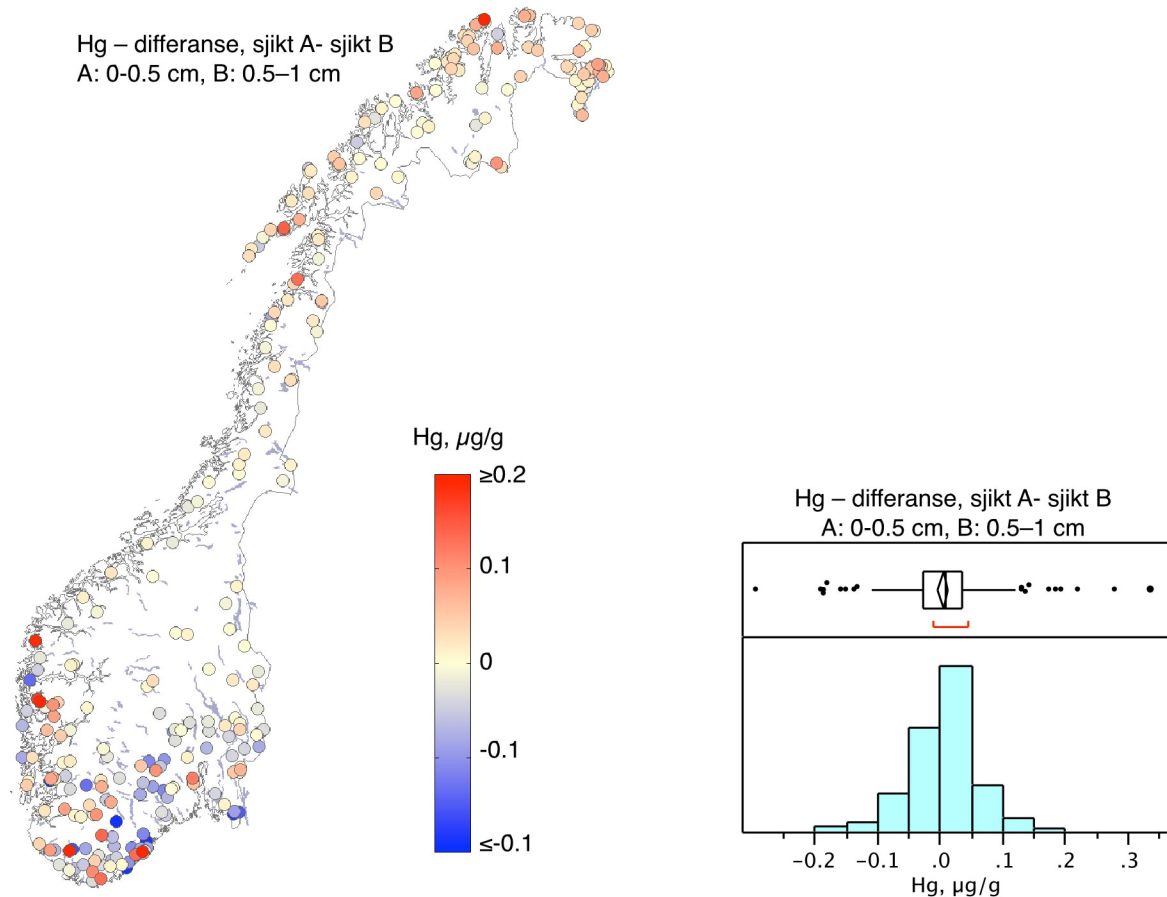 Hg – differanse, sjikt A- sjikt B
A: 0-0.5 cm, B: 0.5–1 cm
Hg, µg/g
≥0.2
0.1
0
-0.1
≤-0.1
Hg – differanse, sjikt A- sjikt B
A: 0-0.5 cm, B: 0.5–1 cm
−0.2 −0.1 .0 .1 .2 .3
Hg, µg/g